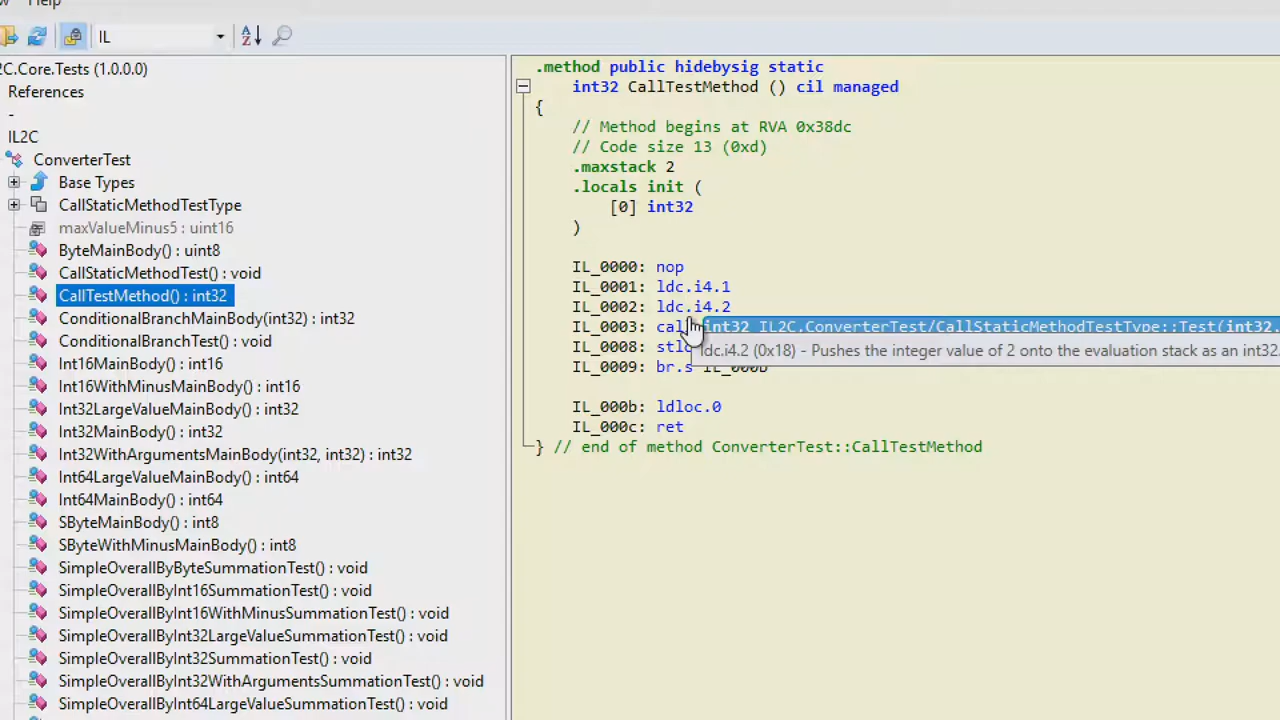 Help
IL
2C.Core.Tests (1.0.0.0)
References
-
IL2C
ConverterTest
Base Types
CallStaticMethodTestType
maxValueMinus5 : uint16
ByteMainBody() : uint8
CallStaticMethodTest() : void
CallTestMethod() : int32
ConditionalBranchMainBody(int32) : int32
ConditionalBranchTest() : void
Int16MainBody() : int16
Int16WithMinusMainBody() : int16
Int32LargeValueMainBody() : int32
Int32MainBody() : int32
Int32WithArgumentsMainBody(int32, int32) : int32
Int64LargeValueMainBody() : int64
Int64MainBody() : int64
SByteMainBody() : int8
SByteWithMinusMainBody() : int8
SimpleOverallByByteSummationTest() : void
SimpleOverallByInt16SummationTest() : void
SimpleOverallByInt16WithMinusSummationTest() : void
SimpleOverallByInt32LargeValueSummationTest() : void
SimpleOverallByInt32SummationTest() : void
SimpleOverallByInt32WithArgumentsSummationTest() : void
SimpleOverallByInt64LargeValueSummationTest() : void
.method public hidebysig static
int32 CallTestMethod () cil managed
{
// Method begins at RVA 0x38dc
// Code size 13 (0xd)
.maxstack 2
.locals init (
[0] int32
)
IL_0000: nop
IL_0001: ldc.i4.1
IL_0002: ldc.i4.2
IL_0003: call int32 IL2C.ConverterTest/CallStaticMethodTestType::Test(int32,
ldc.i4.2 (0x18) - Pushes the integer value of 2 onto the evaluation stack as an int32.
IL_0008:
IL_0009: br.s IL_000b
IL_000b: ldloc.0
IL_000c: ret
} // end of method ConverterTest::CallTestMethod